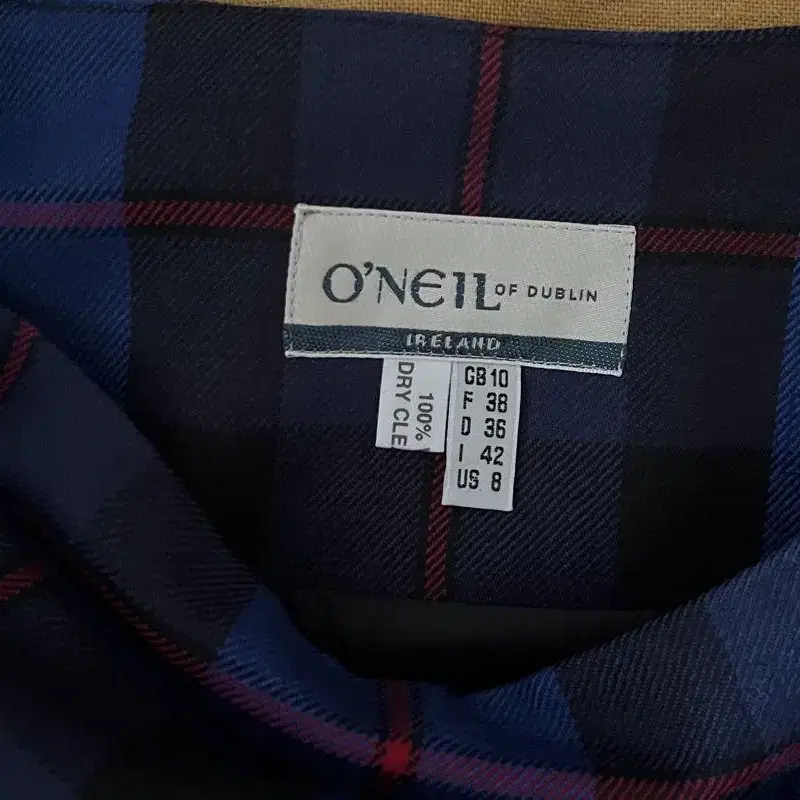 O'NEIL OF DUBLIN
IRELAND
100%
DRY CLE
GB 10
F 38
D 36
I 42
US 8